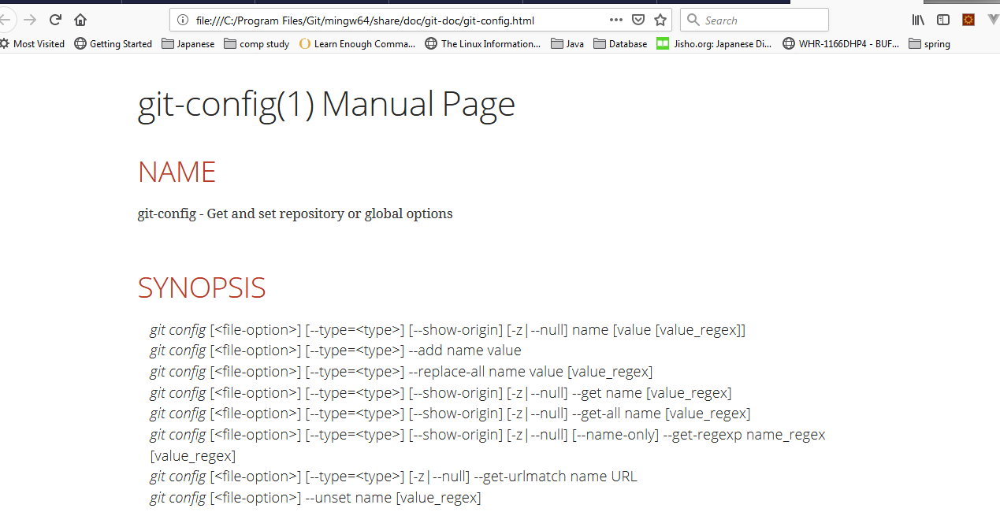 file:///C:/Program Files/Git/mingw64/share/doc/git-doc/git-config.html
Search
Most Visited Getting Started Japanese comp study Learn Enough Comma... The Linux Information... Java Database Jisho.org: Japanese Di... WHR-1166DHP4 - BUF... spring
git-config(1) Manual Page
NAME
git-config - Get and set repository or global options
SYNOPSIS
git config [<file-option>] [--type=<type>] [--show-origin] [-z|--null] name [value [value_regex]]
git config [<file-option>] [--type=<type>] --add name value
git config [<file-option>] [--type=<type>] --replace-all name value [value_regex]
git config [<file-option>] [--type=<type>] [--show-origin] [-z|--null] --get name [value_regex]
git config [<file-option>] [--type=<type>] [--show-origin] [-z|--null] --get-all name [value_regex]
git config [<file-option>] [--type=<type>] [--show-origin] [-z|--null] [--name-only] --get-regexp name_regex
[value_regex]
git config [<file-option>] [--type=<type>] [-z|--null] --get-urlmatch name URL
git config [<file-option>] --unset name [value_regex]